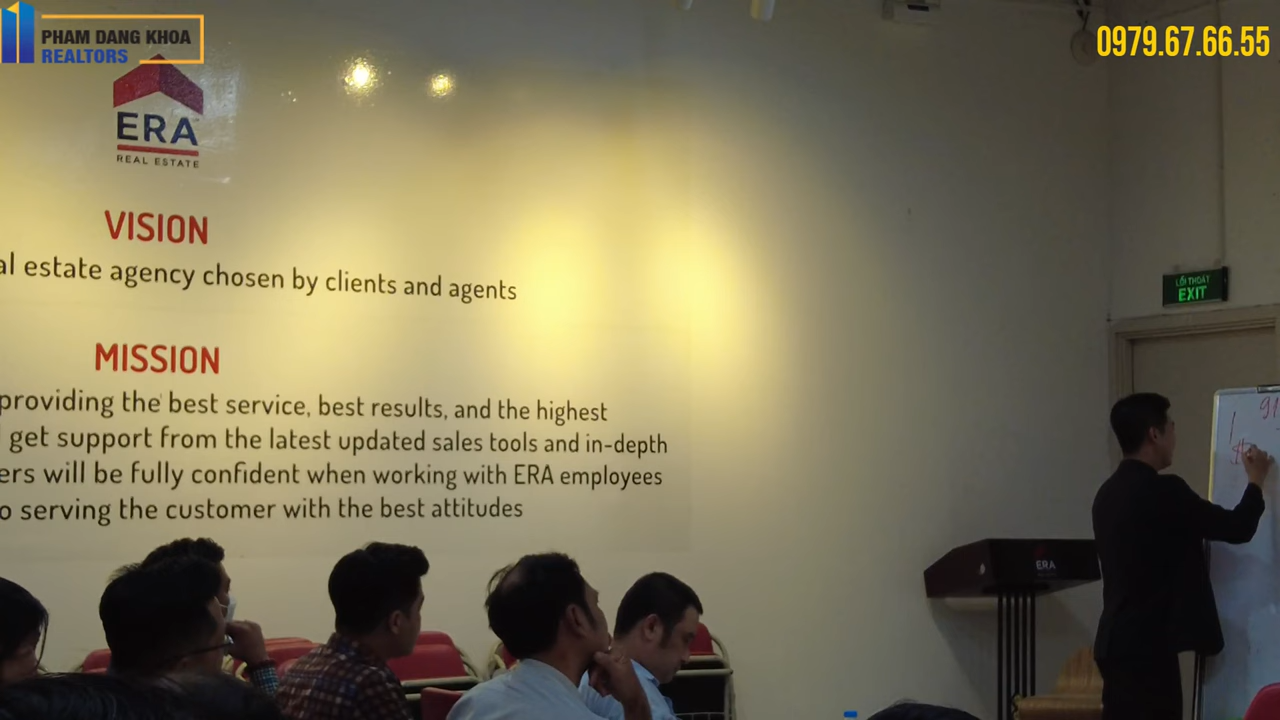 PHAM DANG KHOA
REALTORS
0979.67.66.55
ERA
REAL ESTATE
VISION
al estate agency chosen by clients and agents
MISSION
providing the best service, best results, and the highest
get support from the latest updated sales tools and in-depth
ers will be fully confident when working with ERA employees
o serving the customer with the best attitudes
LỐI THOÁT
EXIT
ERA